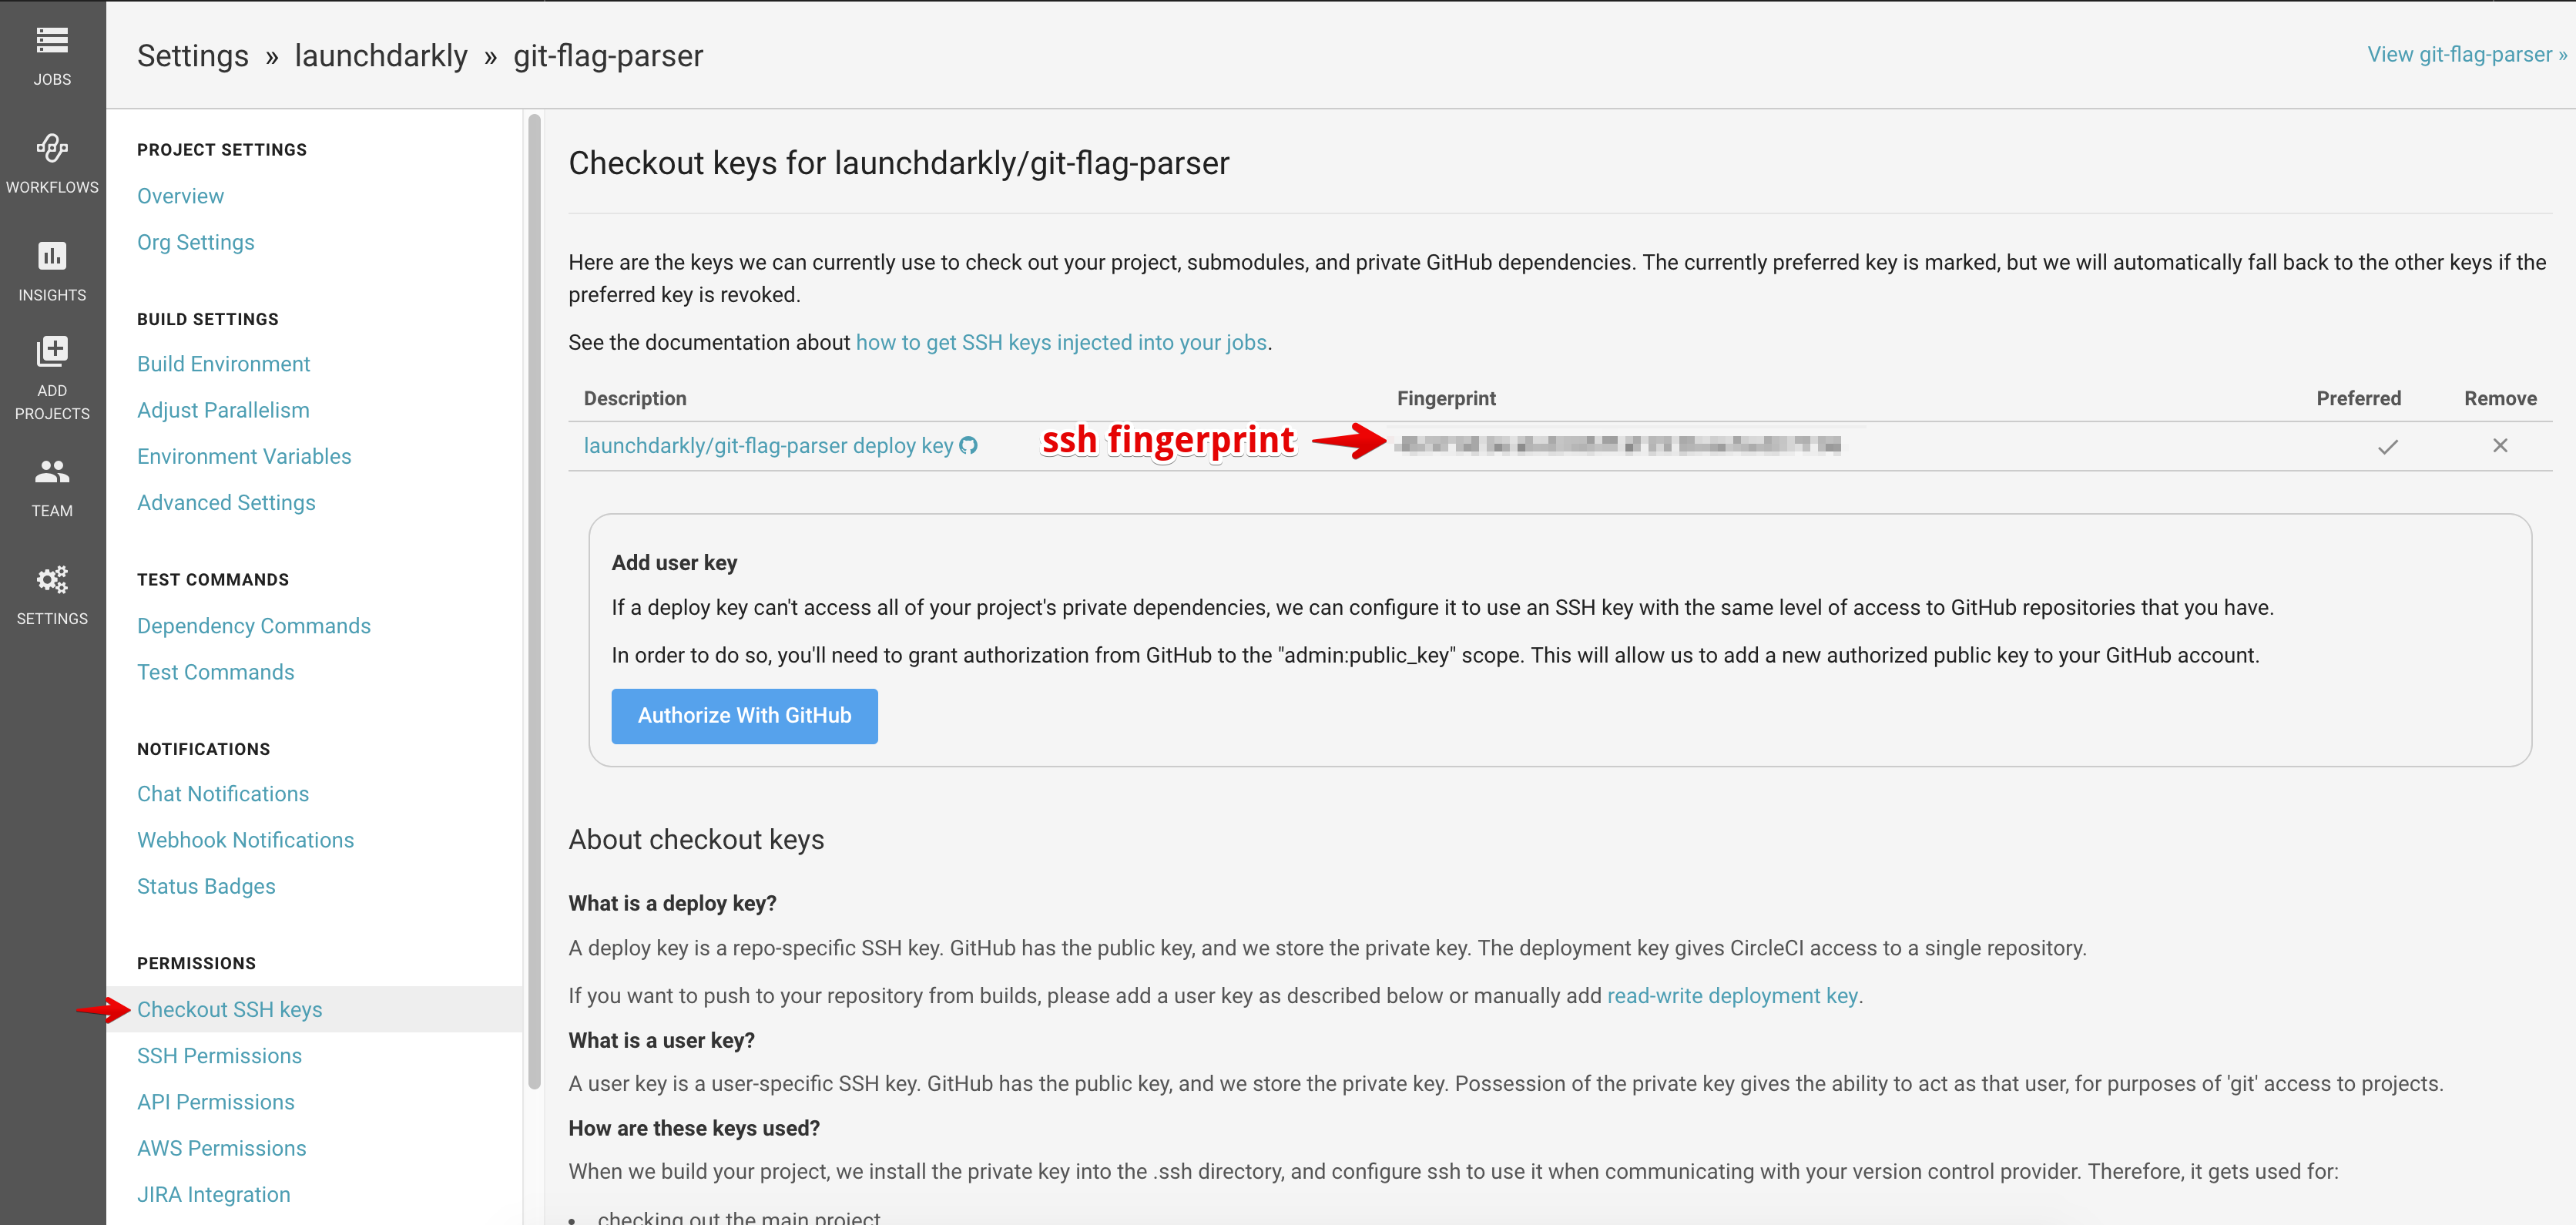 JOBS
WORKFLOWS
INSIGHTS
ADD
PROJECTS
TEAM
SETTINGS
Settings » launchdarkly » git-flag-parser
View git-flag-parser »
PROJECT SETTINGS
Overview
Org Settings
BUILD SETTINGS
Build Environment
Adjust Parallelism
Environment Variables
Advanced Settings
TEST COMMANDS
Dependency Commands
Test Commands
NOTIFICATIONS
Chat Notifications
Webhook Notifications
Status Badges
PERMISSIONS
Checkout SSH keys
SSH Permissions
API Permissions
AWS Permissions
JIRA Integration
Checkout keys for launchdarkly/git-flag-parser
Here are the keys we can currently use to check out your project, submodules, and private GitHub dependencies. The currently preferred key is marked, but we will automatically fall back to the other keys if the
preferred key is revoked.
See the documentation about how to get SSH keys injected into your jobs.
Description Fingerprint Preferred Remove
launchdarkly/git-flag-parser deploy key ssh fingerprint
Add user key
If a deploy key can't access all of your project's private dependencies, we can configure it to use an SSH key with the same level of access to GitHub repositories that you have.
In order to do so, you'll need to grant authorization from GitHub to the "admin:public_key" scope. This will allow us to add a new authorized public key to your GitHub account.
Authorize With GitHub
About checkout keys
What is a deploy key?
A deploy key is a repo-specific SSH key. GitHub has the public key, and we store the private key. The deployment key gives CircleCI access to a single repository.
If you want to push to your repository from builds, please add a user key as described below or manually add read-write deployment key.
What is a user key?
A user key is a user-specific SSH key. GitHub has the public key, and we store the private key. Possession of the private key gives the ability to act as that user, for purposes of 'git' access to projects.
How are these keys used?
When we build your project, we install the private key into the .ssh directory, and configure ssh to use it when communicating with your version control provider. Therefore, it gets used for:
• checking out the main project